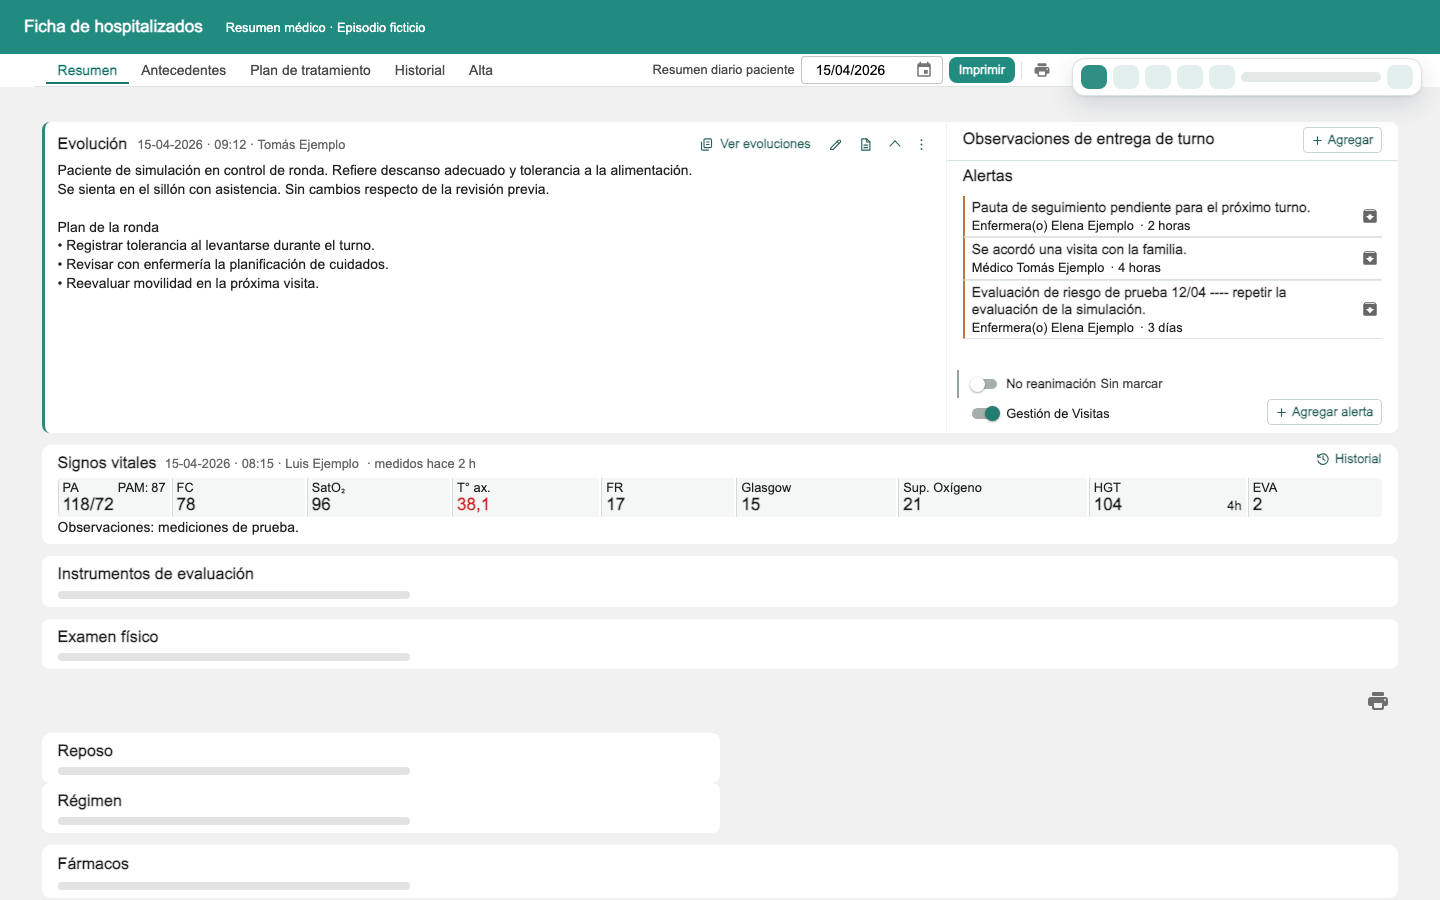 Ficha de hospitalizados
Resumen médico · Episodio ficticio
Resumen
Antecedentes
Plan de tratamiento
Historial
Alta
Resumen diario paciente
15/04/2026
Imprimir
Evolución
15-04-2026 · 09:12 · Tomás Ejemplo
Ver evoluciones
Paciente de simulación en control de ronda. Refiere descanso adecuado y tolerancia a la alimentación.
Se sienta en el sillón con asistencia. Sin cambios respecto de la revisión previa.
Plan de la ronda
• Registrar tolerancia al levantarse durante el turno.
• Revisar con enfermería la planificación de cuidados.
• Reevaluar movilidad en la próxima visita.
Observaciones de entrega de turno
+ Agregar
Alertas
Pauta de seguimiento pendiente para el próximo turno.
Enfermera(o) Elena Ejemplo · 2 horas
Se acordó una visita con la familia.
Médico Tomás Ejemplo · 4 horas
Evaluación de riesgo de prueba 12/04 ---- repetir la
evaluación de la simulación.
Enfermera(o) Elena Ejemplo · 3 días
No reanimación Sin marcar
Gestión de Visitas
+ Agregar alerta
Signos vitales
15-04-2026 · 08:15 · Luis Ejemplo · medidos hace 2 h
Historial
PA PAM: 87
118/72
FC
78
SatO₂
96
T° ax.
38,1
FR
17
Glasgow
15
Sup. Oxígeno
21
HGT
104 4h
EVA
2
Observaciones: mediciones de prueba.
Instrumentos de evaluación
Examen físico
Reposo
Régimen
Fármacos